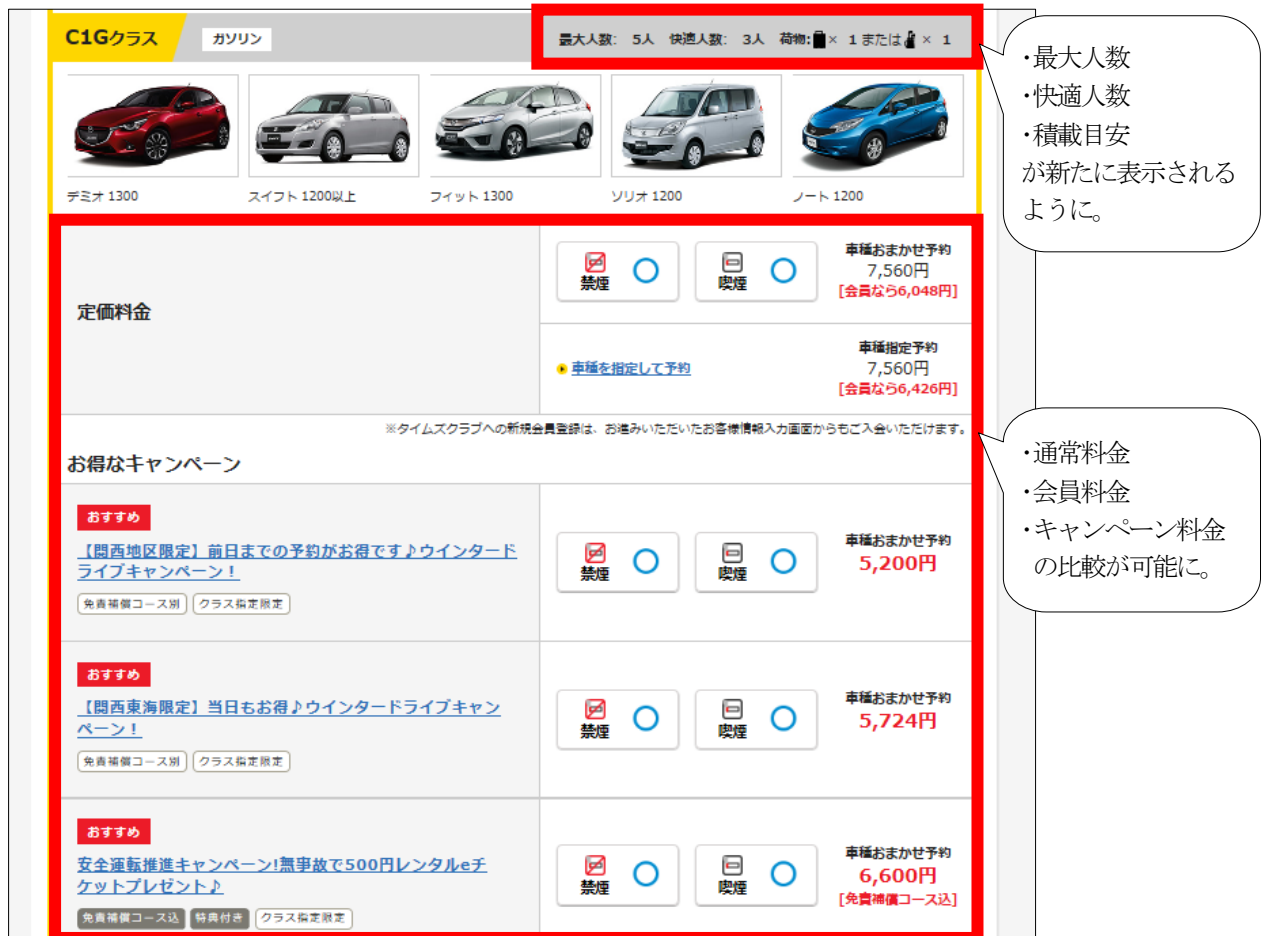 C1Gクラス ガソリン 最大人数: 5人 快適人数: 3人 荷物: × 1 または × 1
デミオ 1300 スイフト 1200以上 フィット 1300 ソリオ 1200 ノート 1200
・最大人数
・快適人数
・積載目安
が新たに表示される
ように。
定価料金
禁煙 喫煙
車種おまかせ予約
7,560円
[会員なら6,048円]
車種を指定して予約
車種指定予約
7,560円
[会員なら6,426円]
※タイムズクラブへの新規会員登録は、お進みいただいたお客様情報入力画面からもご入会いただけます。
・通常料金
・会員料金
・キャンペーン料金
の比較が可能に。
お得なキャンペーン
おすすめ
【関西地区限定】前日までの予約がお得です♪ウインタード
ライブキャンペーン！
免責補償コース別 クラス指定限定
禁煙 喫煙
車種おまかせ予約
5,200円
おすすめ
【関西東海限定】当日もお得♪ウインタードライブキャン
ペーン！
免責補償コース別 クラス指定限定
禁煙 喫煙
車種おまかせ予約
5,724円
おすすめ
安全運転推進キャンペーン!無事故で500円レンタルeチ
ケットプレゼント♪
免責補償コース込 特典付き クラス指定限定
禁煙 喫煙
車種おまかせ予約
6,600円
[免責補償コース込]